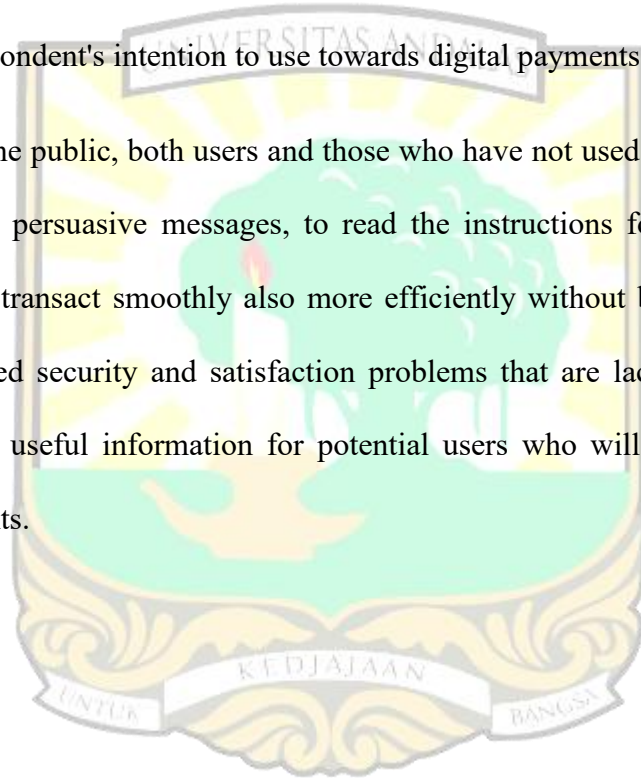 UNIVERSITAS ANDALAS
ondent's intention to use towards digital payments
ne public, both users and those who have not used
persuasive messages, to read the instructions fo
transact smoothly also more efficiently without b
ed security and satisfaction problems that are lac
useful information for potential users who will
ts.
KEDJAJAAN
UNTUK
BANGSA